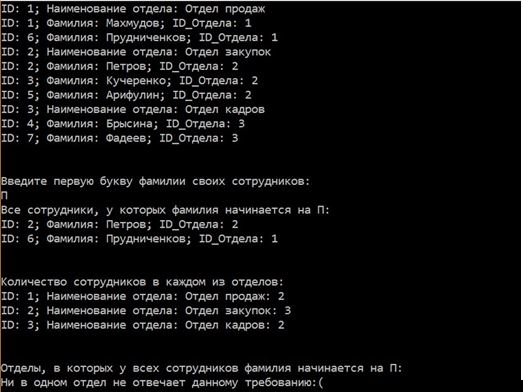 ID: 1; Наименование отдела: Отдел продаж
ID: 1; Фамилия: Махмудов; ID_Отдела: 1
ID: 6; Фамилия: Прудниченков; ID_Отдела: 1
ID: 2; Наименование отдела: Отдел закупок
ID: 2; Фамилия: Петров; ID_Отдела: 2
ID: 3; Фамилия: Кучеренко; ID_Отдела: 2
ID: 5; Фамилия: Арифулин; ID_Отдела: 2
ID: 3; Наименование отдела: Отдел кадров
ID: 4; Фамилия: Брысина; ID_Отдела: 3
ID: 7; Фамилия: Фадеев; ID_Отдела: 3
Введите первую букву фамилии своих сотрудников:
П
Все сотрудники, у которых фамилия начинается на П:
ID: 2; Фамилия: Петров; ID_Отдела: 2
ID: 6; Фамилия: Прудниченков; ID_Отдела: 1
Количество сотрудников в каждом из отделов:
ID: 1; Наименование отдела: Отдел продаж: 2
ID: 2; Наименование отдела: Отдел закупок: 3
ID: 3; Наименование отдела: Отдел кадров: 2
Отделы, в которых у всех сотрудников фамилия начинается на П:
Ни в одном отдел не отвечает данному требованию:(